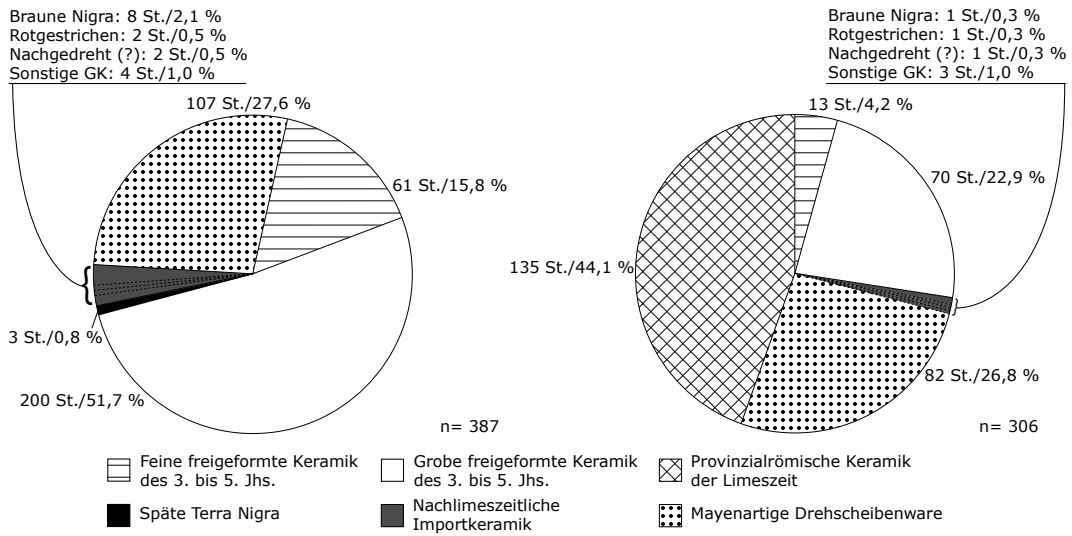 Braune Nigra: 8 St./2,1 %
Rotgestrichen: 2 St./0,5 %
Nachgedreht (?): 2 St./0,5 %
Sonstige GK: 4 St./1,0 %
107 St./27,6 %
61 St./15,8 %
3 St./0,8 %
200 St./51,7 %
n= 387
Braune Nigra: 1 St./0,3 %
Rotgestrichen: 1 St./0,3 %
Nachgedreht (?): 1 St./0,3 %
Sonstige GK: 3 St./1,0 %
13 St./4,2 %
70 St./22,9 %
135 St./44,1 %
82 St./26,8 %
n= 306
Feine freigeformte Keramik
des 3. bis 5. Jhs.
Grobe freigeformte Keramik
des 3. bis 5. Jhs.
Provinzialrömische Keramik
der Limeszeit
Späte Terra Nigra
Nachlimeszeitliche
Importkeramik
Mayenartige Drehscheibenware